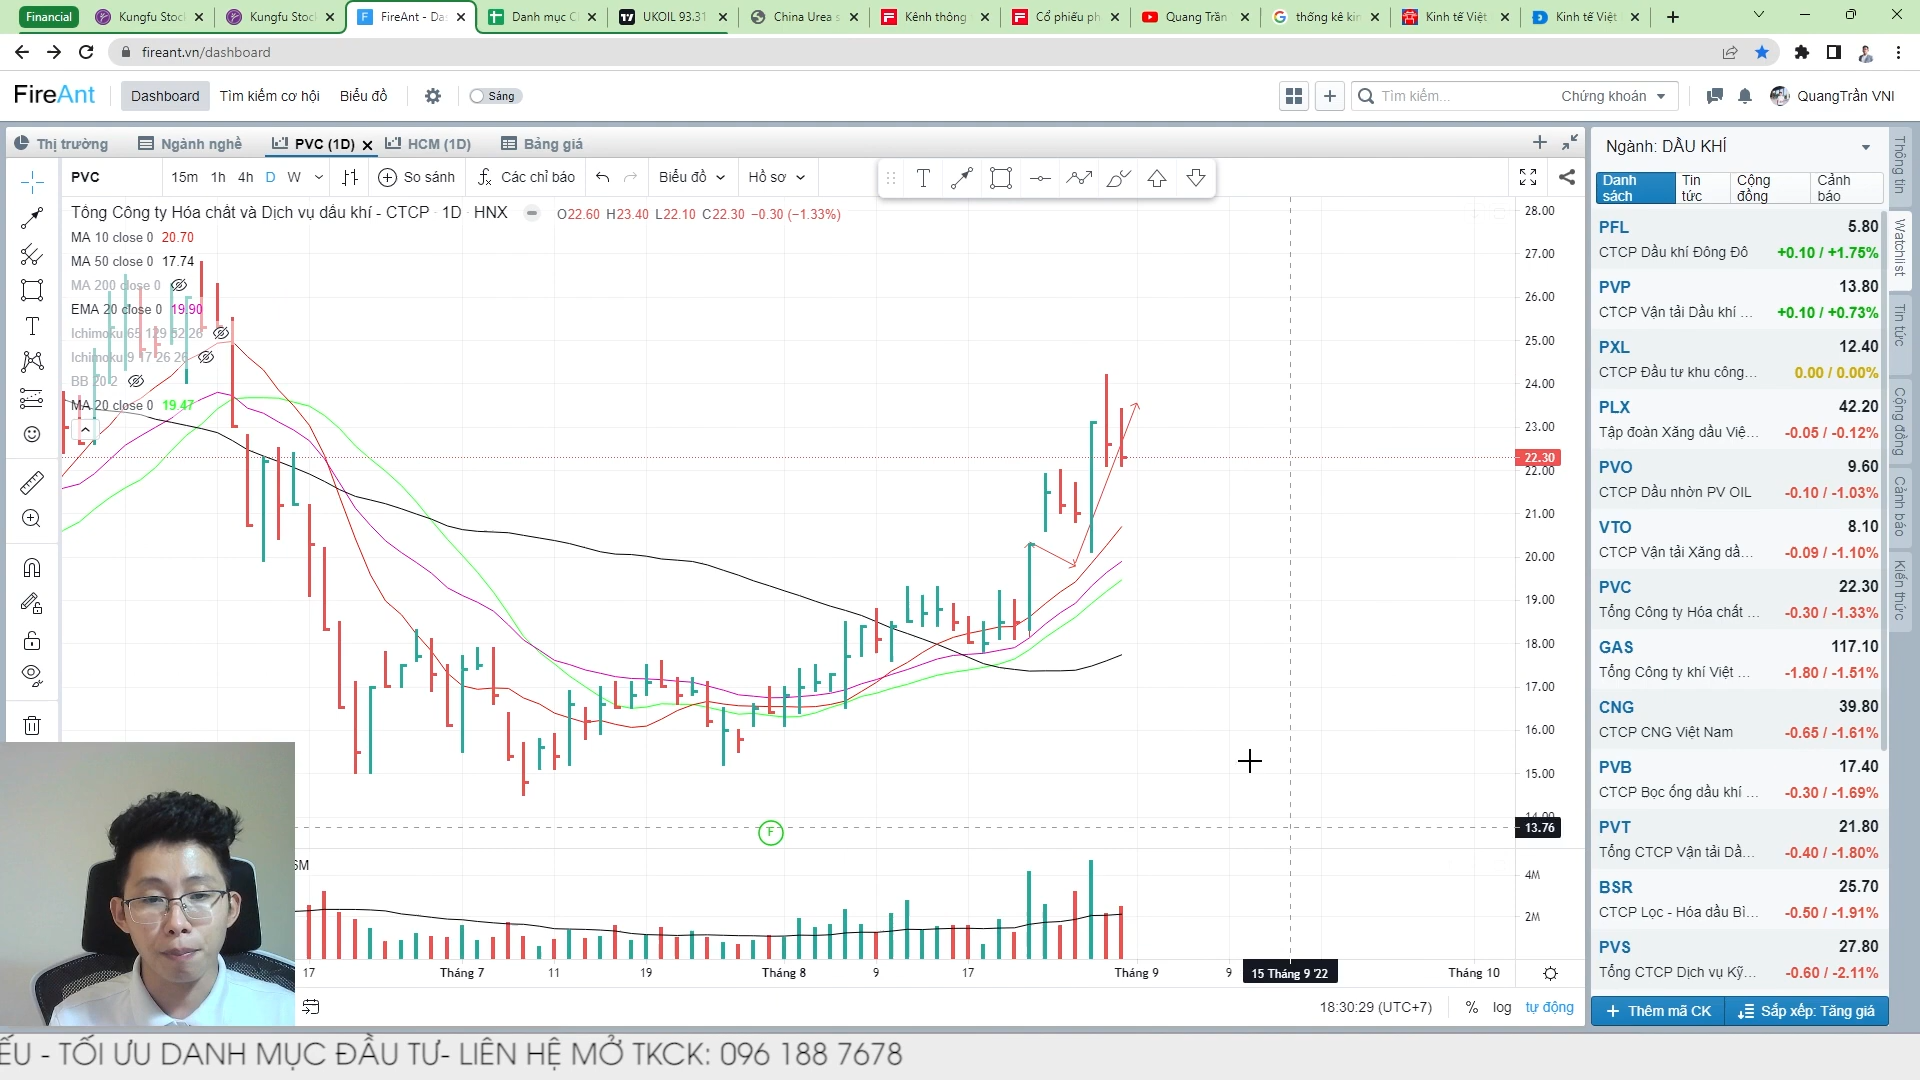 Financial
Kungfu Stoc
Kungfu Stock
FireAnt - Da
Danh mục C
UKOIL 93.31
China Urea s
Kênh thông
Cổ phiếu ph
Quang Trần
thống kê kin
Kinh tế Việt
Kinh tế Việt
fireant.vn/dashboard
FireAnt
Dashboard
Tìm kiếm cơ hội
Biểu đồ
Sáng
Tìm kiếm...
Chứng khoán
QuangTrần VNI
Thị trường
Ngành nghề
PVC (1D)
HCM (1D)
Bảng giá
PVC
15m
1h
4h
D
W
So sánh
Các chỉ báo
Biểu đồ
Hồ sơ
Tổng Công ty Hóa chất và Dịch vụ dầu khí - CTCP · 1D · HNX
O22.60 H23.40 L22.10 C22.30 −0.30 (−1.33%)
MA 10 close 0 20.70
MA 50 close 0 17.74
MA 200 close 0
EMA 20 close 0 19.90
Ichimoku 65 129 52 26
Ichimoku 9 17 26 26
BB 20 2
MA 20 close 0 19.47
28.00
27.00
26.00
25.00
24.00
23.00
22.30
22.00
21.00
20.00
19.00
18.00
17.00
16.00
15.00
14.00
13.76
F
4M
2M
17
Tháng 7
11
19
Tháng 8
9
17
Tháng 9
9
15 Tháng 9 '22
Tháng 10
18:30:29 (UTC+7)
%
log
tự động
Ngành: DẦU KHÍ
Danh sách
Tin tức
Cộng đồng
Cảnh báo
PFL 5.80
CTCP Dầu khí Đông Đô +0.10 / +1.75%
PVP 13.80
CTCP Vận tải Dầu khí ... +0.10 / +0.73%
PXL 12.40
CTCP Đầu tư khu công... 0.00 / 0.00%
PLX 42.20
Tập đoàn Xăng dầu Việ... -0.05 / -0.12%
PVO 9.60
CTCP Dầu nhờn PV OIL -0.10 / -1.03%
VTO 8.10
CTCP Vận tải Xăng dầ... -0.09 / -1.10%
PVC 22.30
Tổng Công ty Hóa chất ... -0.30 / -1.33%
GAS 117.10
Tổng Công ty khí Việt ... -1.80 / -1.51%
CNG 39.80
CTCP CNG Việt Nam -0.65 / -1.61%
PVB 17.40
CTCP Bọc ống dầu khí ... -0.30 / -1.69%
PVT 21.80
Tổng CTCP Vận tải Dầ... -0.40 / -1.80%
BSR 25.70
CTCP Lọc - Hóa dầu Bì... -0.50 / -1.91%
PVS 27.80
Tổng CTCP Dịch vụ Kỹ... -0.60 / -2.11%
Thêm mã CK
Sắp xếp: Tăng giá
Thông tin
Watchlist
Tin tức
Cộng đồng
Cảnh báo
Kiến thức
ẾU - TỐI ƯU DANH MỤC ĐẦU TƯ- LIÊN HỆ MỞ TKCK: 096 188 7678